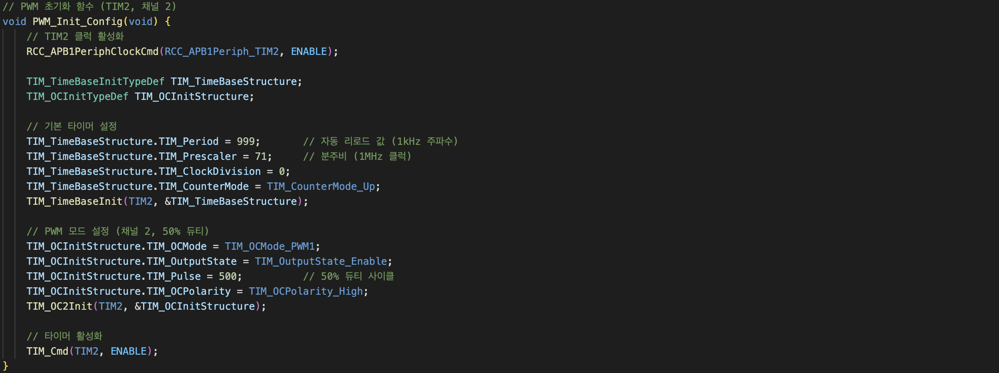 // PWM 초기화 함수 (TIM2, 채널 2)
void PWM_Init_Config(void) {
    // TIM2 클럭 활성화
    RCC_APB1PeriphClockCmd(RCC_APB1Periph_TIM2, ENABLE);

    TIM_TimeBaseInitTypeDef TIM_TimeBaseStructure;
    TIM_OCInitTypeDef TIM_OCInitStructure;

    // 기본 타이머 설정
    TIM_TimeBaseStructure.TIM_Period = 999;       // 자동 리로드 값 (1kHz 주파수)
    TIM_TimeBaseStructure.TIM_Prescaler = 71;     // 분주비 (1MHz 클럭)
    TIM_TimeBaseStructure.TIM_ClockDivision = 0;
    TIM_TimeBaseStructure.TIM_CounterMode = TIM_CounterMode_Up;
    TIM_TimeBaseInit(TIM2, &TIM_TimeBaseStructure);

    // PWM 모드 설정 (채널 2, 50% 듀티)
    TIM_OCInitStructure.TIM_OCMode = TIM_OCMode_PWM1;
    TIM_OCInitStructure.TIM_OutputState = TIM_OutputState_Enable;
    TIM_OCInitStructure.TIM_Pulse = 500;          // 50% 듀티 사이클
    TIM_OCInitStructure.TIM_OCPolarity = TIM_OCPolarity_High;
    TIM_OC2Init(TIM2, &TIM_OCInitStructure);

    // 타이머 활성화
    TIM_Cmd(TIM2, ENABLE);
}